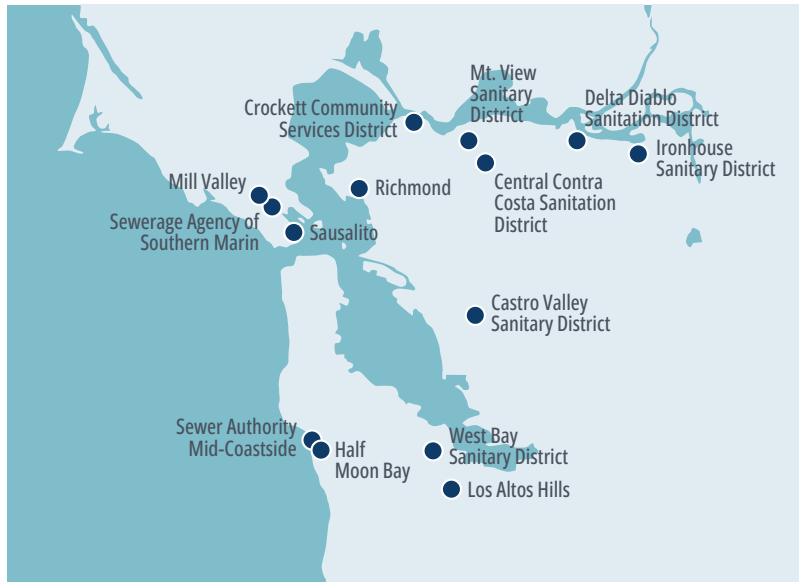 Mt. View
Sanitary
District
Crockett Community
Services District
Delta Diablo
Sanitation District
Ironhouse
Sanitary District
Central Contra
Costa Sanitation
District
Mill Valley
Richmond
Sewerage Agency of
Southern Marin
Sausalito
Castro Valley
Sanitary District
Sewer Authority
Mid-Coastside
Half
Moon Bay
West Bay
Sanitary District
Los Altos Hills